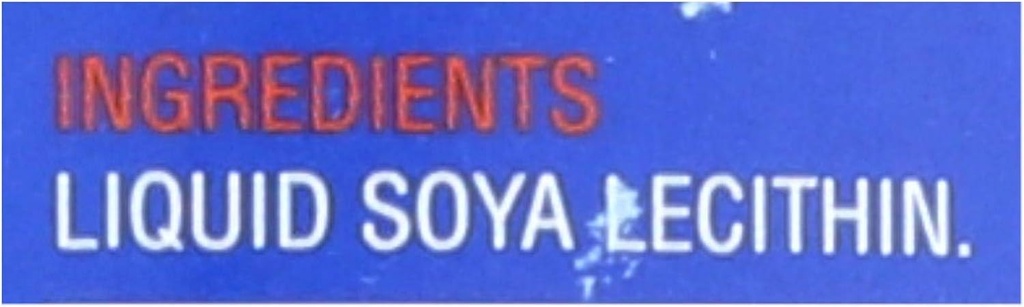 INGREDIENTS
LIQUID SOYA LECITHIN.